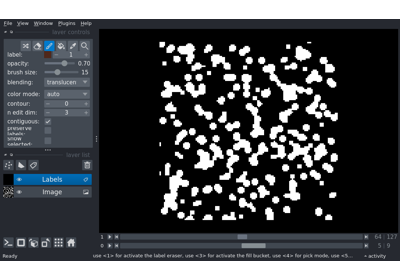 File View Window Plugins Help
layer controls
label: 1
opacity: 0.70
brush size: 15
blending: translucen
color mode: auto
contour: 0
n edit dim: 3
contiguous:
preserve labels:
show selected:
layer list
Labels
Image
1 64 127
0 5 9
Ready use <1> for activate the label eraser, use <3> for activate the fill bucket, use <4> for pick mode, use <5... activity